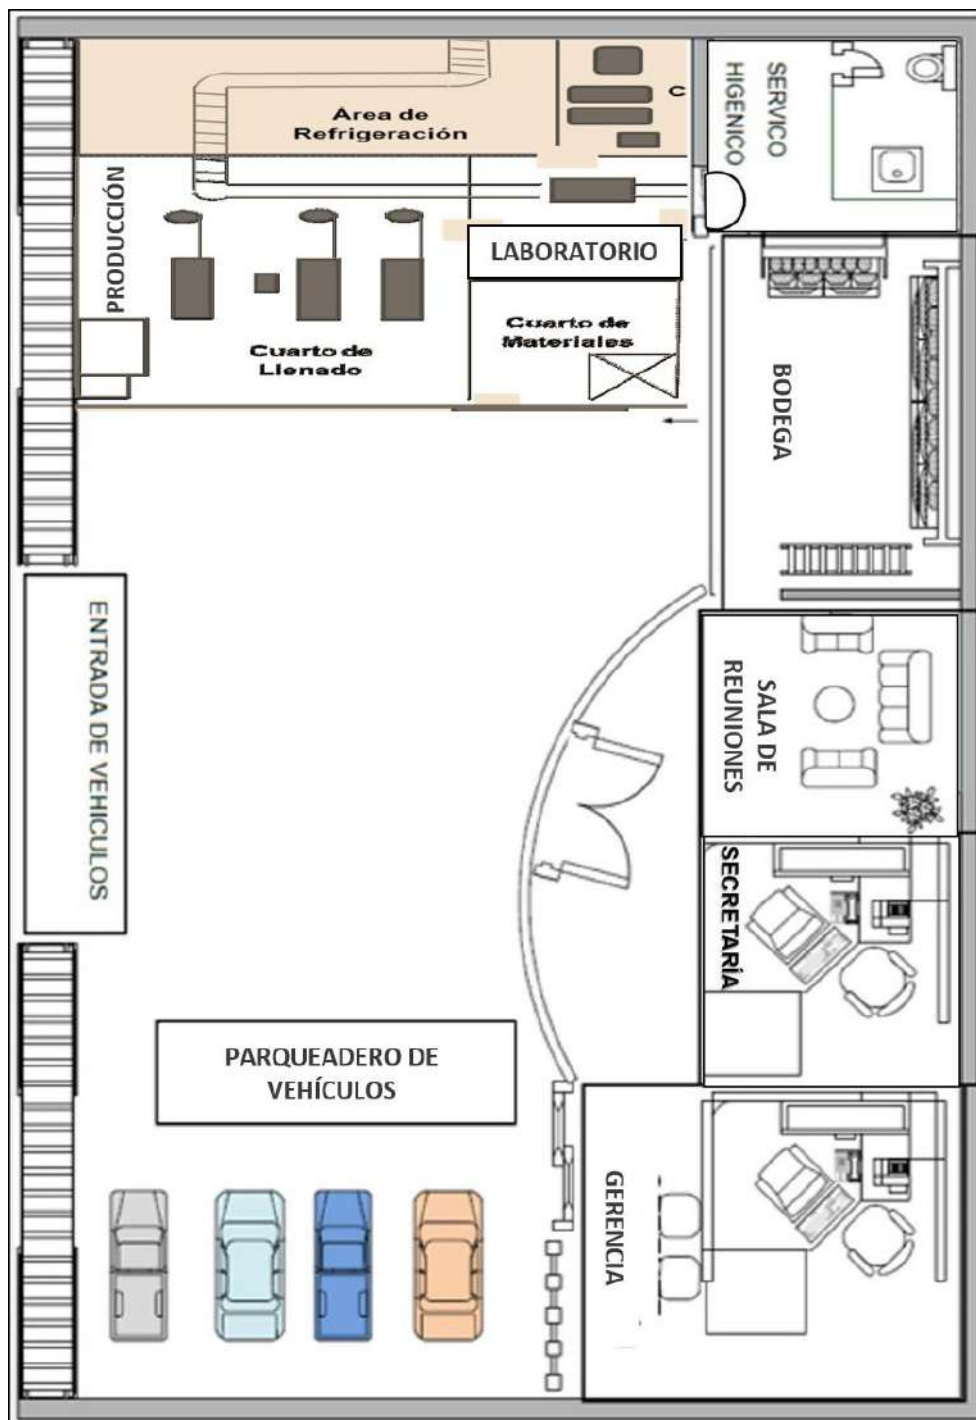 Área de
Refrigeración
C
SERVICO
HIGENICO
PRODUCCIÓN
LABORATORIO
Cuarto de
Materiales
Cuarto de
Llenado
BODEGA
ENTRADA DE VEHICULOS
SALA DE
REUNIONES
SECRETARÍA
PARQUEADERO DE
VEHÍCULOS
GERENCIA